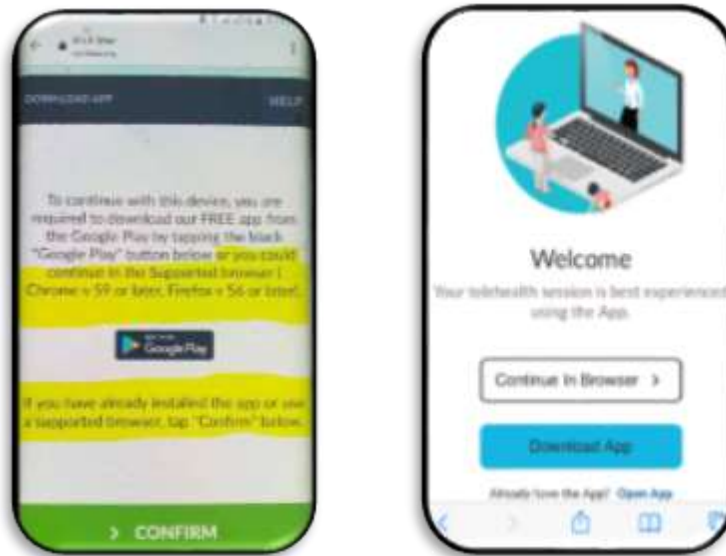 DOWNLOAD APP HELP
To continue with this device, you are
required to download our FREE app from
the Google Play by tapping the black
"Google Play" button below or you could
continue in the Supported browser (
Chrome v 59 or later, Firefox v 56 or later).
Google Play
If you have already installed the app or use
a supported browser, tap "Confirm" below.
> CONFIRM
Welcome
Your telehealth session is best experienced
using the App.
Continue In Browser >
Download App
Already have the App? Open App